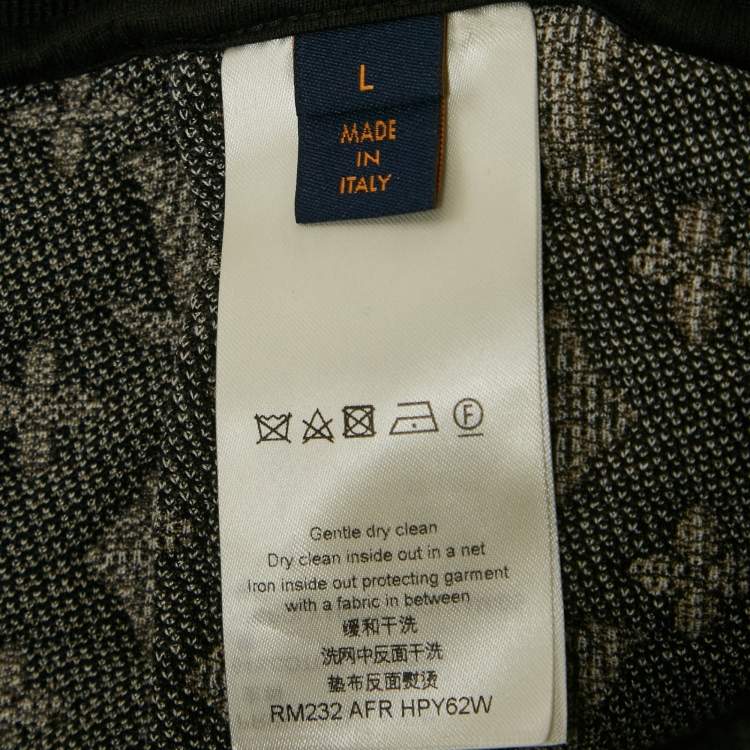 L
MADE
IN
ITALY
F
Gentle dry clean
Dry clean inside out in a net
Iron inside out protecting garment
with a fabric in between
缓和干洗
洗网中反面干洗
垫布反面熨烫
RM232 AFR HPY62W